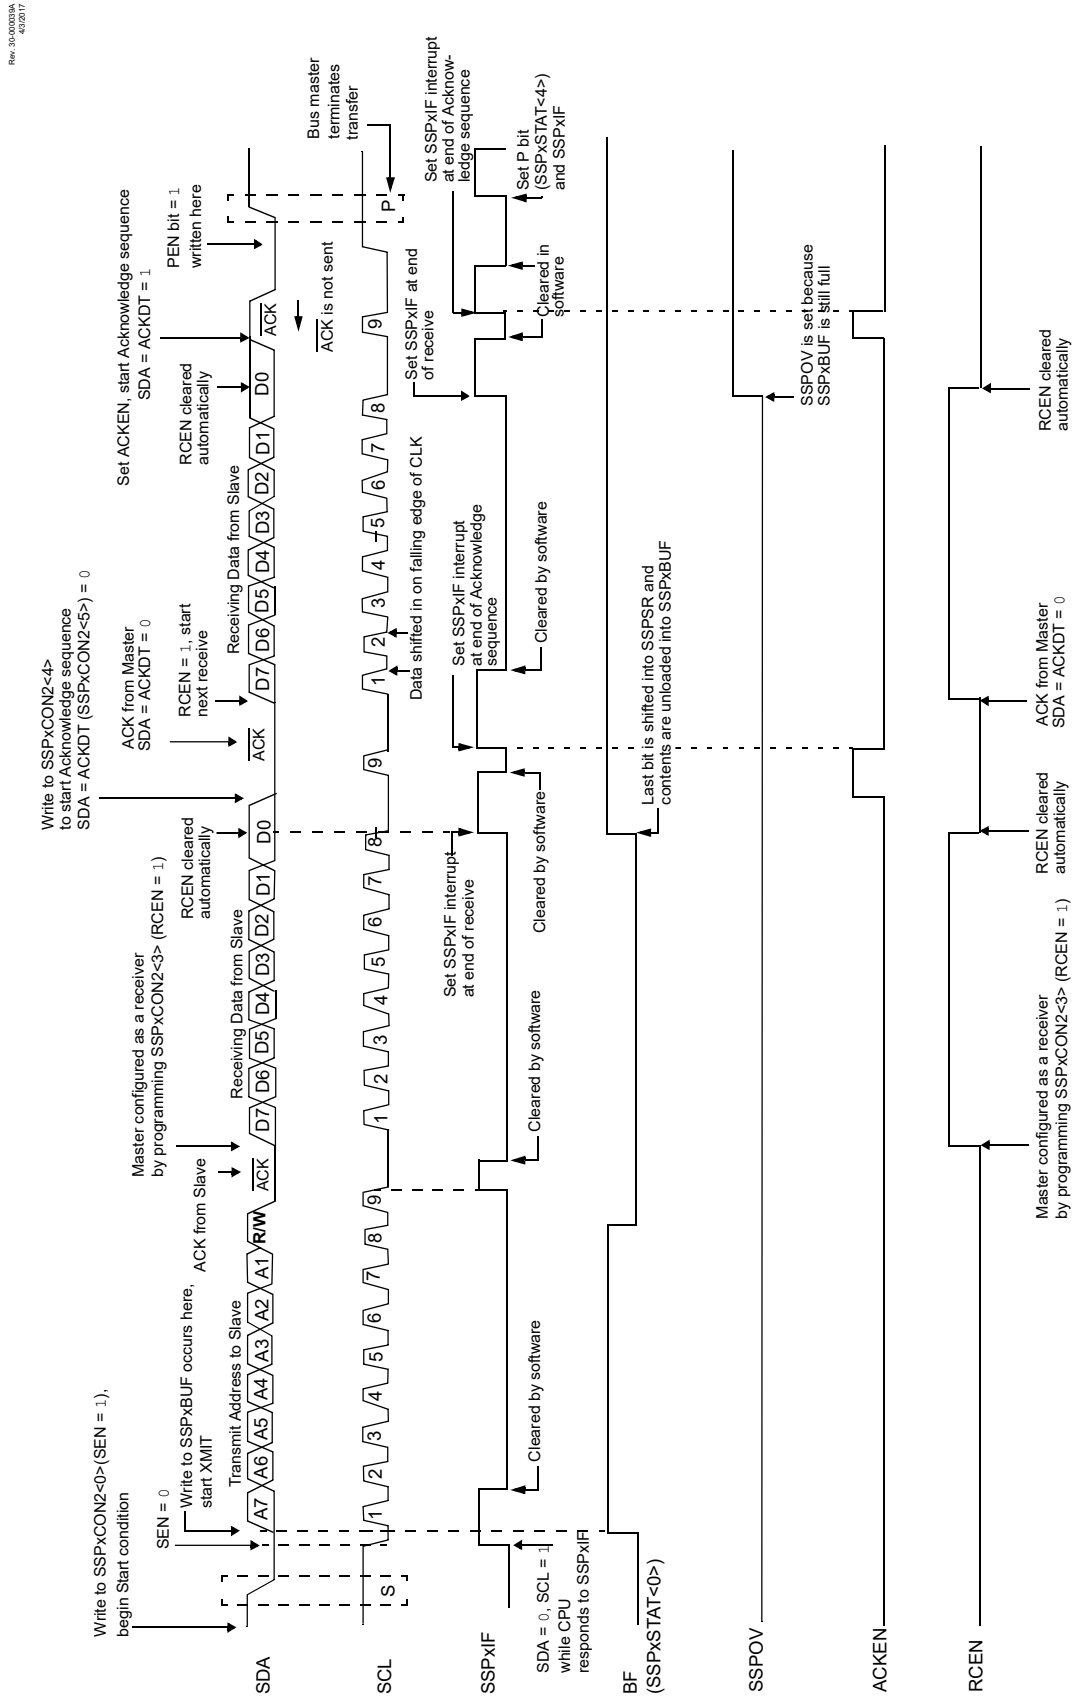 Rev. 30-000039A
4/3/2017
Write to SSPxCON2<4>
to start Acknowledge sequence
SDA = ACKDT (SSPxCON2<5>) = 0
Set ACKEN, start Acknowledge sequence
SDA = ACKDT = 1
Write to SSPxCON2<0>(SEN = 1),
begin Start condition
SEN = 0
Write to SSPxBUF occurs here,
start XMIT
ACK from Slave
Master configured as a receiver
by programming SSPxCON2<3> (RCEN = 1)
RCEN cleared
automatically
ACK from Master
SDA = ACKDT = 0
RCEN = 1, start
next receive
RCEN cleared
automatically
PEN bit = 1
written here
Transmit Address to Slave
Receiving Data from Slave
Receiving Data from Slave
SDA
A7 A6 A5 A4 A3 A2 A1 R/W ACK D7 D6 D5 D4 D3 D2 D1 D0 ACK D7 D6 D5 D4 D3 D2 D1 D0 ACK
ACK is not sent
Bus master
terminates
transfer
SCL
S 1 2 3 4 5 6 7 8 9 1 2 3 4 5 6 7 8 9 1 2 3 4 5 6 7 8 9 P
Data shifted in on falling edge of CLK
Set SSPxIF interrupt
at end of receive
Set SSPxIF interrupt
at end of Acknowledge
sequence
Set SSPxIF at end
of receive
Set SSPxIF interrupt
at end of Acknow-
ledge sequence
SSPxIF
SDA = 0, SCL = 1
while CPU
responds to SSPxIF
Cleared by software
Cleared by software
Cleared by software
Cleared by software
Cleared in
software
Set P bit
(SSPxSTAT<4>)
and SSPxIF
BF
(SSPxSTAT<0>)
Last bit is shifted into SSPSR and
contents are unloaded into SSPxBUF
SSPOV
SSPOV is set because
SSPxBUF is still full
ACKEN
RCEN
Master configured as a receiver
by programming SSPxCON2<3> (RCEN = 1)
RCEN cleared
automatically
ACK from Master
SDA = ACKDT = 0
RCEN cleared
automatically